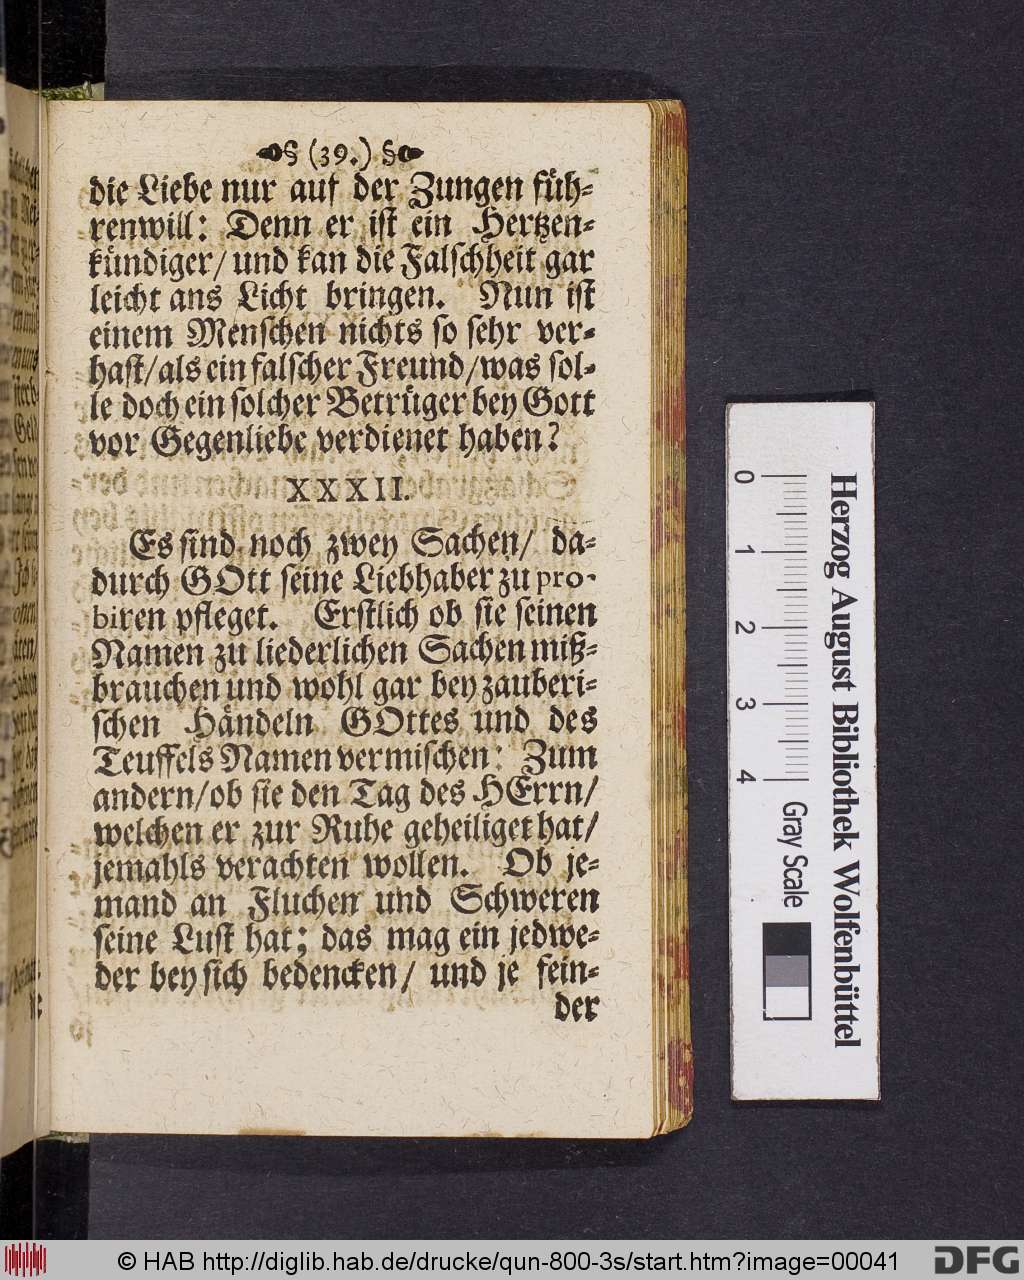 (39.)
die Liebe nur auf der Zungen füh-
renwill: Denn er ist ein Hertzen-
kündiger/ und kan die Falschheit gar
leicht ans Licht bringen. Nun ist
einem Menschen nichts so sehr ver-
hast/als ein falscher Freund/was sol-
le doch ein solcher Betrüger bey Gott
vor Gegenliebe verdienet haben?
XXXII.
Es sind noch zwey Sachen/ da-
durch GOtt seine Liebhaber zu pro-
biren pfleget. Erstlich ob sie seinen
Namen zu liederlichen Sachen miß-
brauchen und wohl gar bey zauberi-
schen Händeln GOttes und des
Teuffels Namen vermischen: Zum
andern/ob sie den Tag des HErrn/
welchen er zur Ruhe geheiliget hat/
jemahls verachten wollen. Ob je-
mand an Fluchen und Schweren
seine Lust hat; das mag ein jedwe-
der bey sich bedencken/ und je fein-
der
0 1 2 3 4
Gray Scale
Herzog August Bibliothek Wolfenbüttel
© HAB http://diglib.hab.de/drucke/qun-800-3s/start.htm?image=00041
DFG